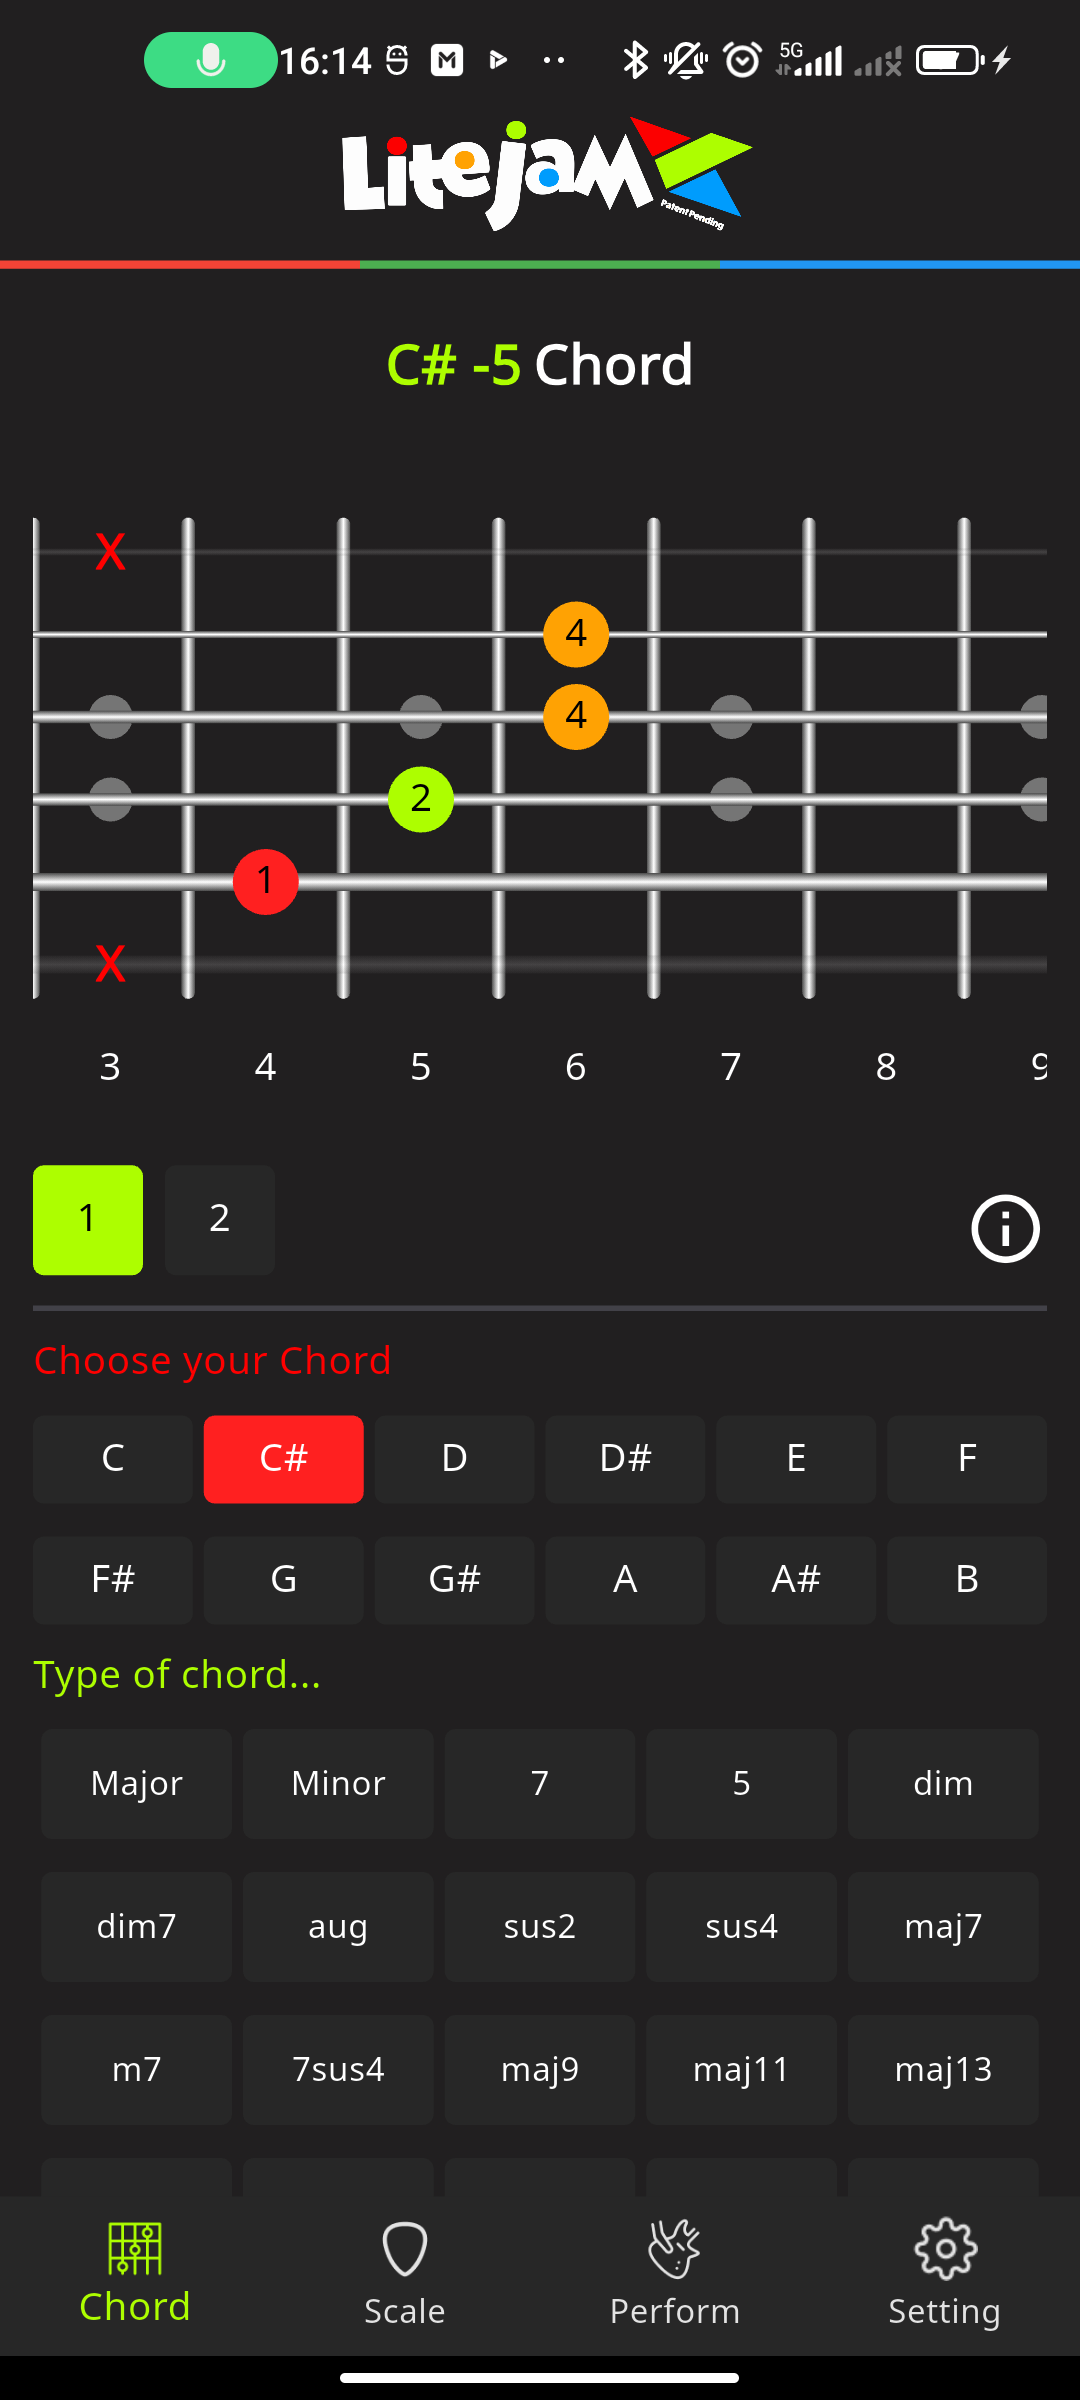 16:14 M 5G
LiteJam
Patent Pending
C# -5 Chord
X
4
4
2
1
X
3 4 5 6 7 8 9
1 2
Choose your Chord
C C# D D# E F
F# G G# A A# B
Type of chord...
Major Minor 7 5 dim
dim7 aug sus2 sus4 maj7
m7 7sus4 maj9 maj11 maj13
Chord Scale Perform Setting